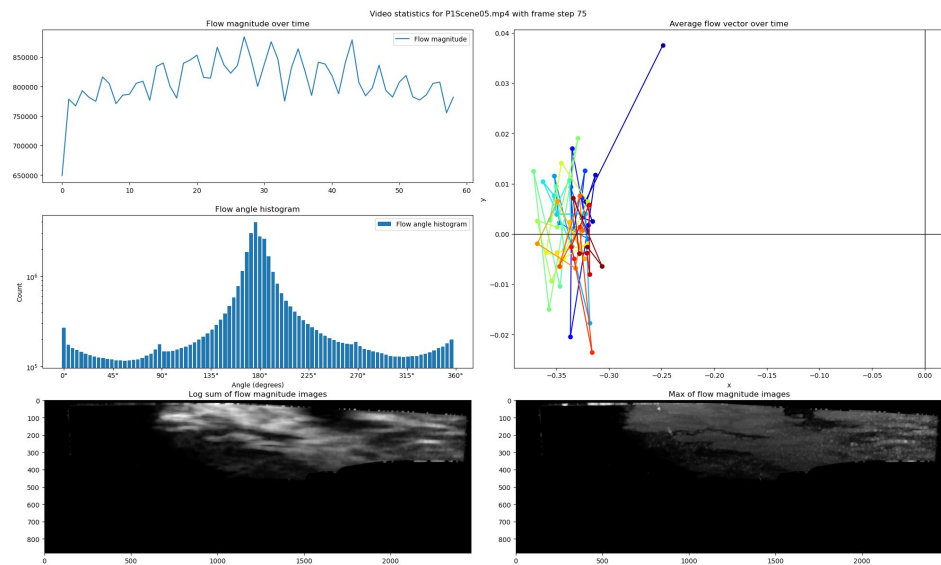 Video statistics for P1Scene05.mp4 with frame step 75
Flow magnitude over time
Flow magnitude
850000
800000
750000
700000
650000
0 10 20 30 40 50 60
Flow angle histogram
Flow angle histogram
Count
10⁶
10⁵
0° 45° 90° 135° 180° 225° 270° 315° 360°
Angle (degrees)
Average flow vector over time
y
0.04
0.03
0.02
0.01
0.00
−0.01
−0.02
−0.35 −0.30 −0.25 −0.20 −0.15 −0.10 −0.05 0.00
x
Log sum of flow magnitude images
0
100
200
300
400
500
600
700
800
0 500 1000 1500 2000
Max of flow magnitude images
0
100
200
300
400
500
600
700
800
0 500 1000 1500 2000